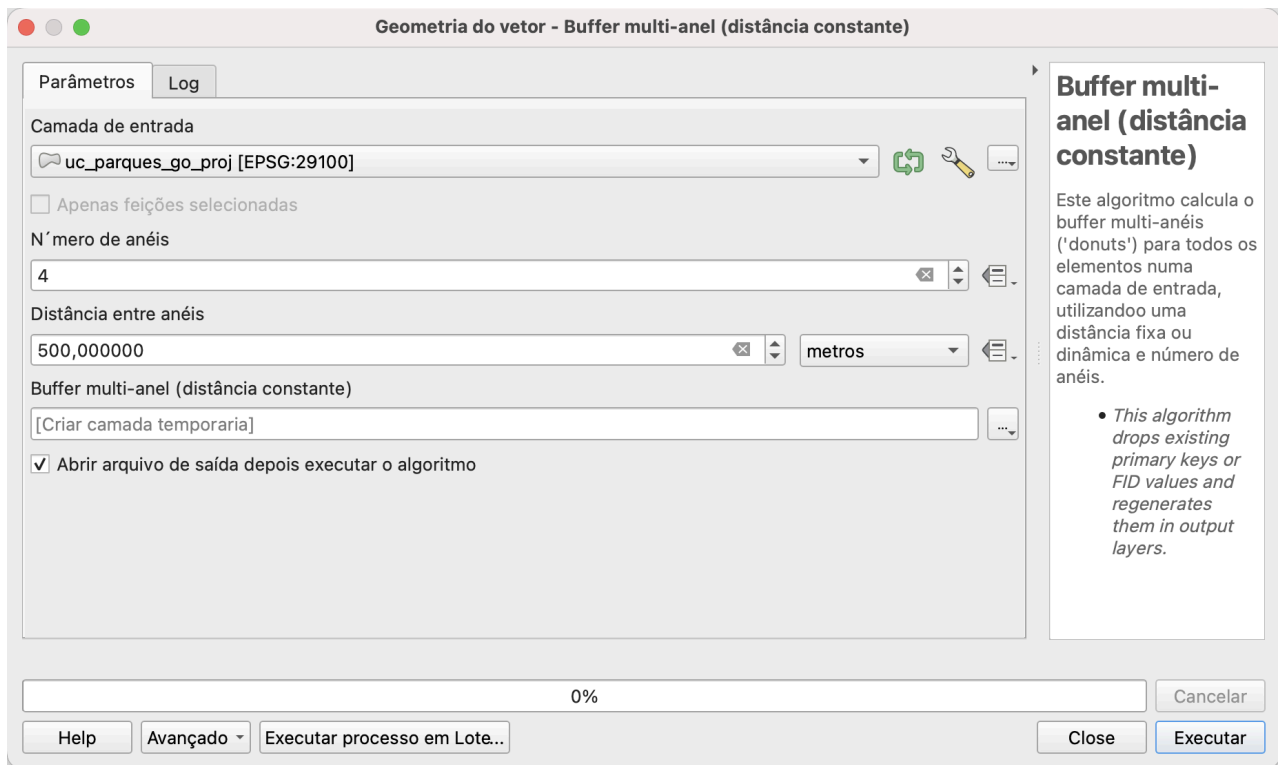 Geometria do vetor - Buffer multi-anel (distância constante)
Parâmetros
Log
Camada de entrada
uc_parques_go_proj [EPSG:29100]
...
Apenas feições selecionadas
N´mero de anéis
4
Distância entre anéis
500,000000
metros
Buffer multi-anel (distância constante)
[Criar camada temporaria]
...
Abrir arquivo de saída depois executar o algoritmo
Buffer multi-
anel (distância
constante)
Este algoritmo calcula o
buffer multi-anéis
('donuts') para todos os
elementos numa
camada de entrada,
utilizandoo uma
distância fixa ou
dinâmica e número de
anéis.
• This algorithm
drops existing
primary keys or
FID values and
regenerates
them in output
layers.
0%
Cancelar
Help
Avançado
Executar processo em Lote...
Close
Executar